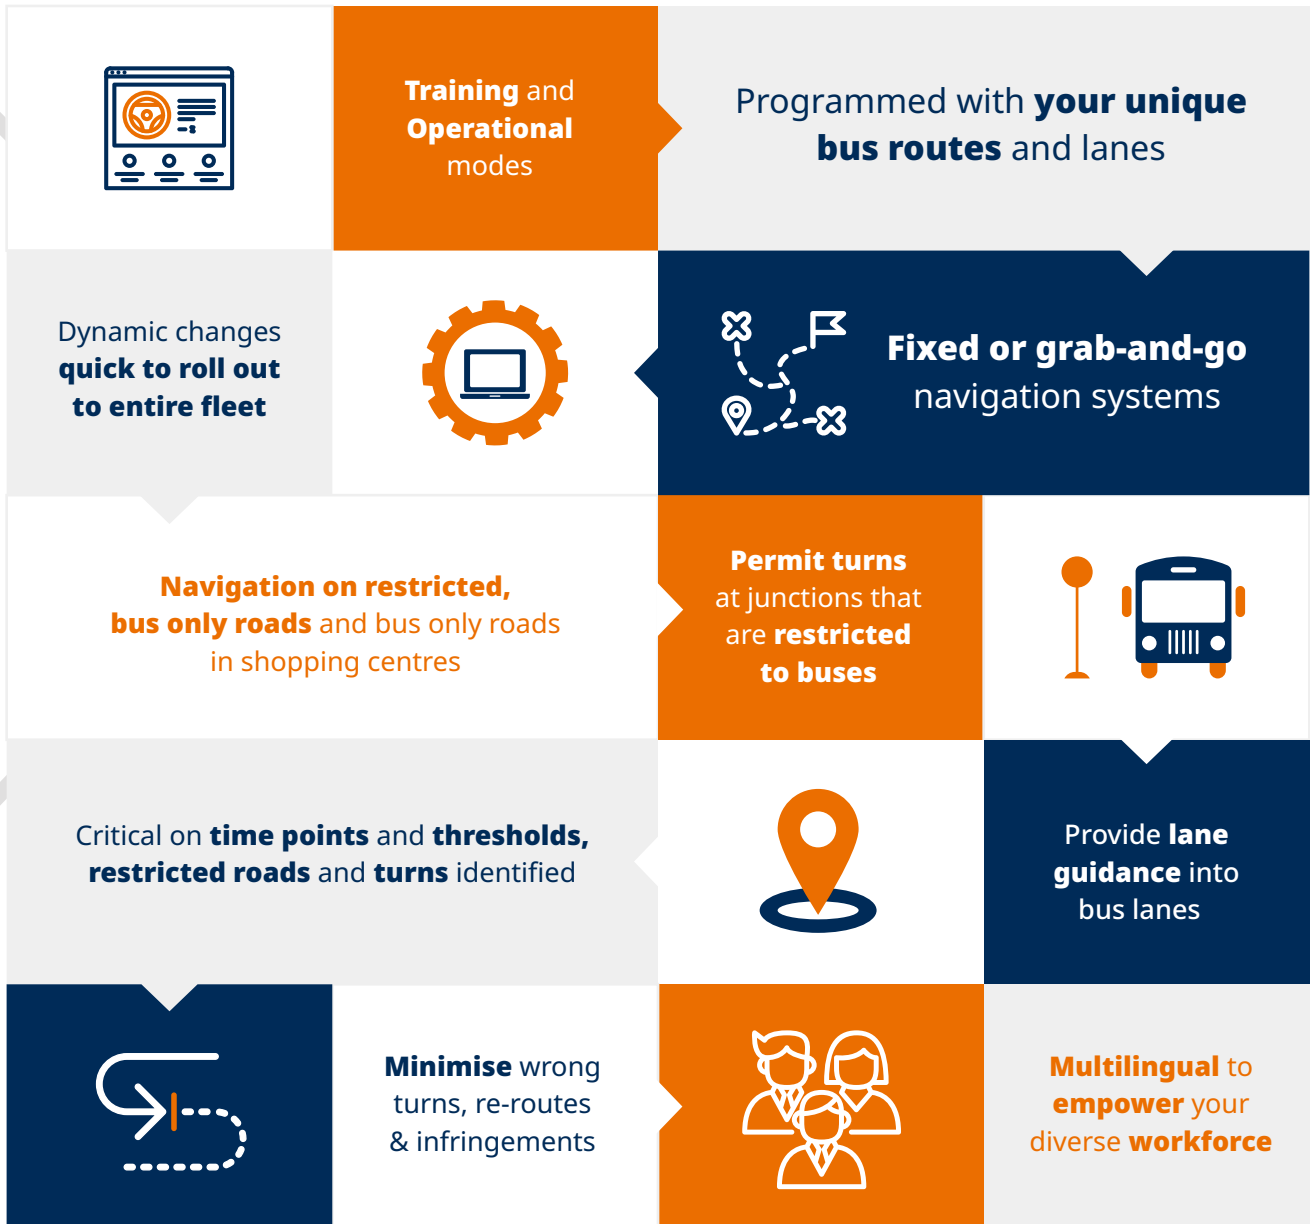 Training and
Operational
modes
Programmed with your unique
bus routes and lanes
Dynamic changes
quick to roll out
to entire fleet
Fixed or grab-and-go
navigation systems
Navigation on restricted,
bus only roads and bus only roads
in shopping centres
Permit turns
at junctions that
are restricted
to buses
Critical on time points and thresholds,
restricted roads and turns identified
Provide lane
guidance into
bus lanes
Minimise wrong
turns, re-routes
& infringements
Multilingual to
empower your
diverse workforce